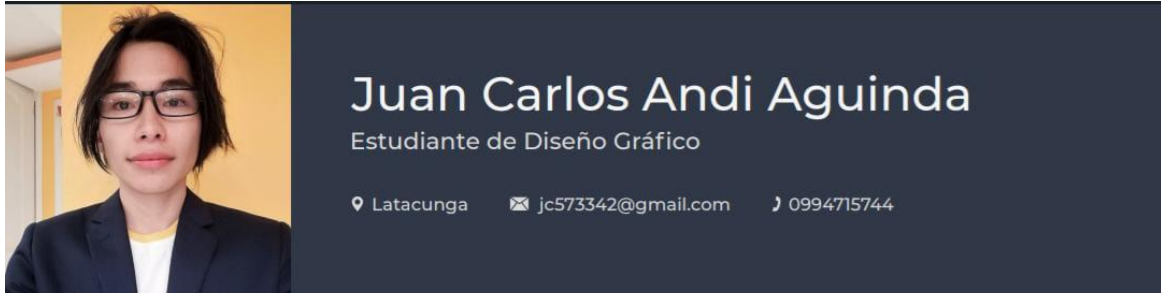 Juan Carlos Andi Aguinda
Estudiante de Diseño Gráfico
Latacunga jc573342@gmail.com 0994715744